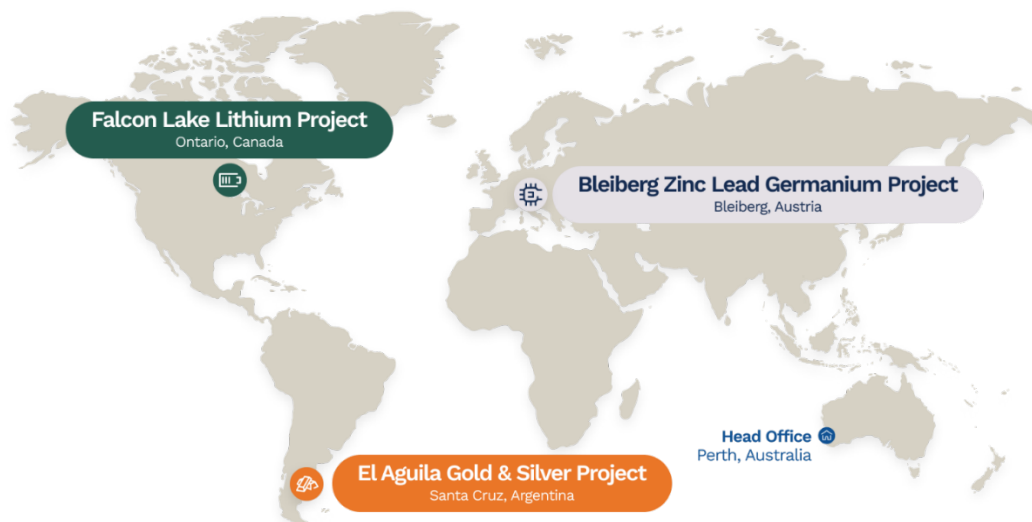 Falcon Lake Lithium Project
Ontario, Canada
Bleiberg Zinc Lead Germanium Project
Bleiberg, Austria
Head Office
Perth, Australia
El Aguila Gold & Silver Project
Santa Cruz, Argentina